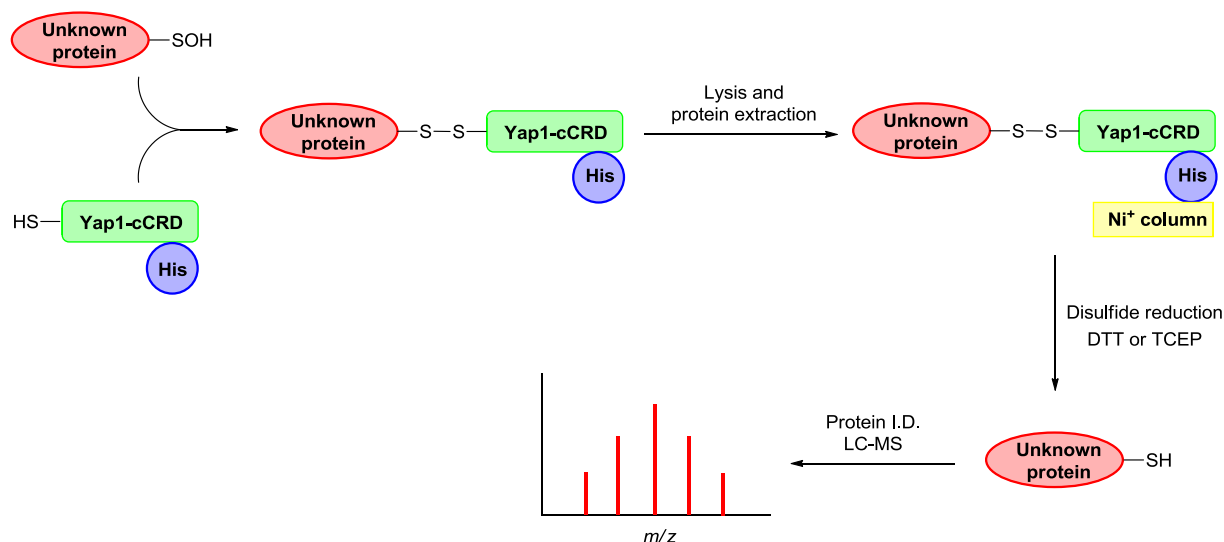 Unknown
protein
SOH
HS
Yap1-cCRD
His
Unknown
protein
S S
Yap1-cCRD
His
Lysis and
protein extraction
Unknown
protein
S S
Yap1-cCRD
His
Ni⁺ column
Disulfide reduction
DTT or TCEP
Unknown
protein
SH
Protein I.D.
LC-MS
m/z